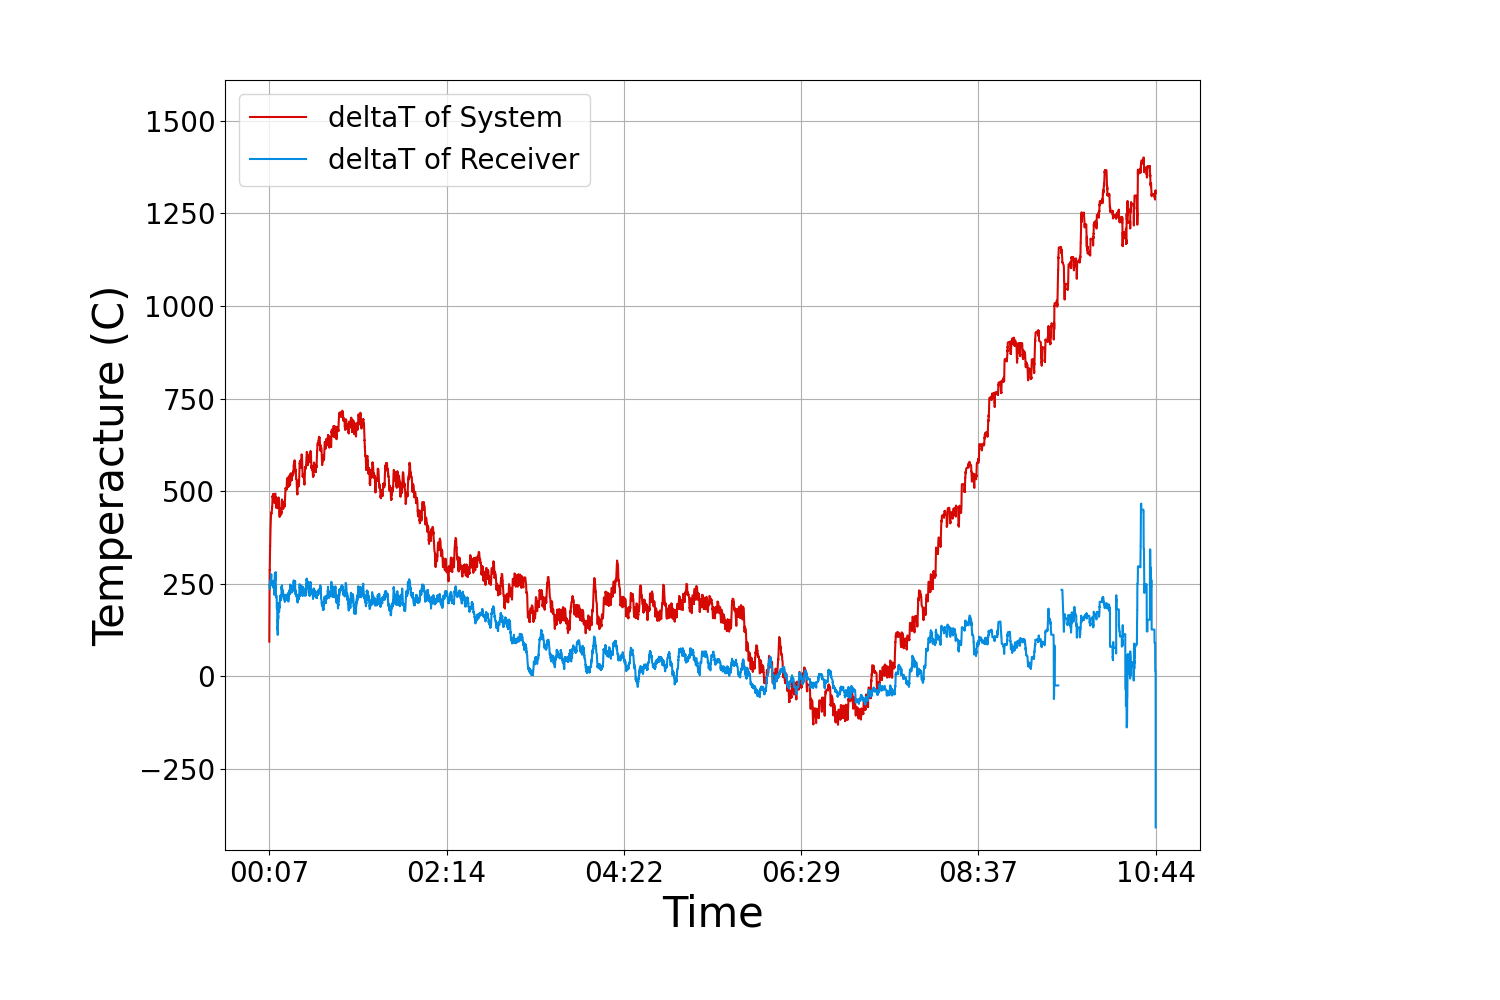 deltaT of System
deltaT of Receiver
1500
1250
1000
750
500
250
0
−250
Temperacture (C)
00:07 02:14 04:22 06:29 08:37 10:44
Time